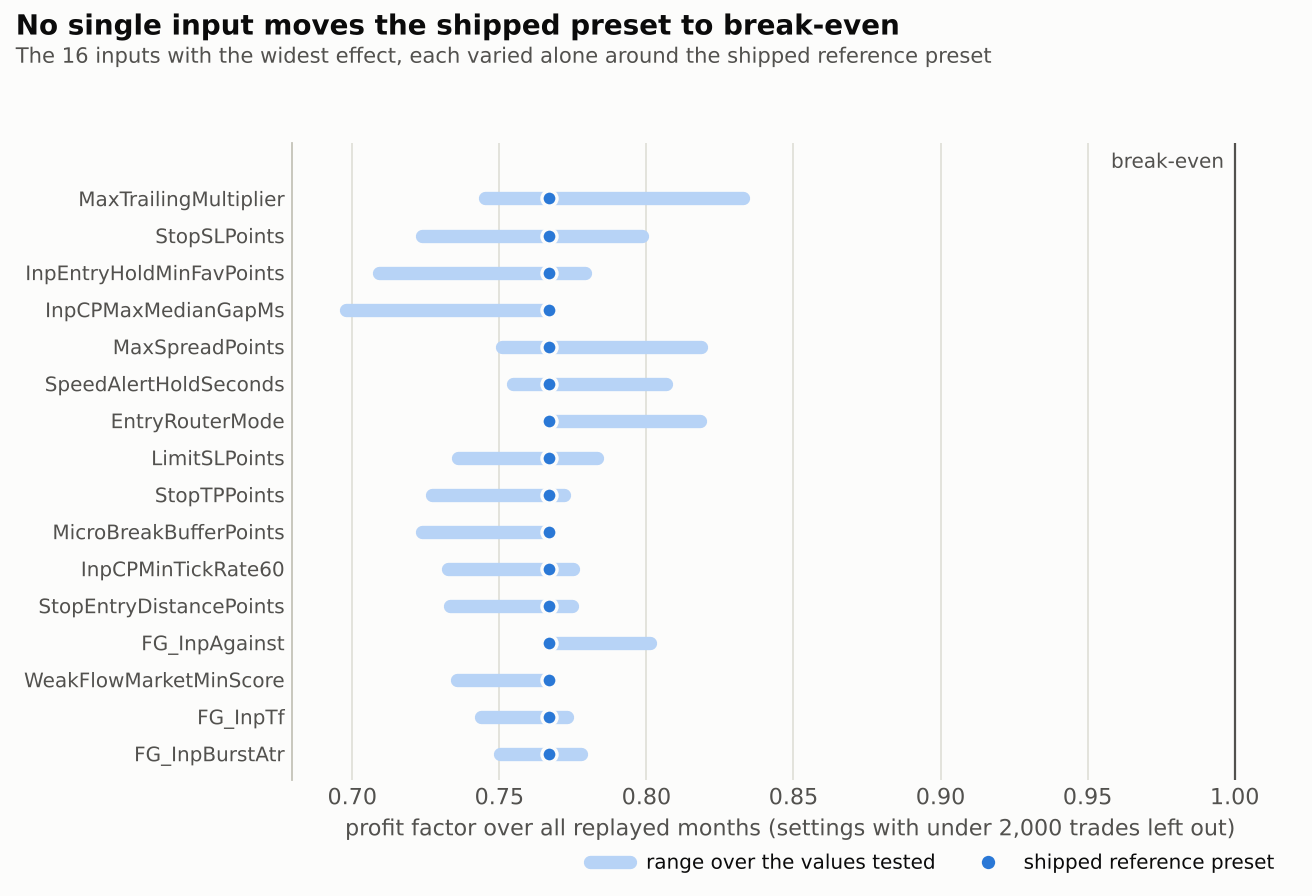 No single input moves the shipped preset to break-even
The 16 inputs with the widest effect, each varied alone around the shipped reference preset
break-even
MaxTrailingMultiplier
StopSLPoints
InpEntryHoldMinFavPoints
InpCPMaxMedianGapMs
MaxSpreadPoints
SpeedAlertHoldSeconds
EntryRouterMode
LimitSLPoints
StopTPPoints
MicroBreakBufferPoints
InpCPMinTickRate60
StopEntryDistancePoints
FG_InpAgainst
WeakFlowMarketMinScore
FG_InpTf
FG_InpBurstAtr
0.70 0.75 0.80 0.85 0.90 0.95 1.00
profit factor over all replayed months (settings with under 2,000 trades left out)
range over the values tested shipped reference preset